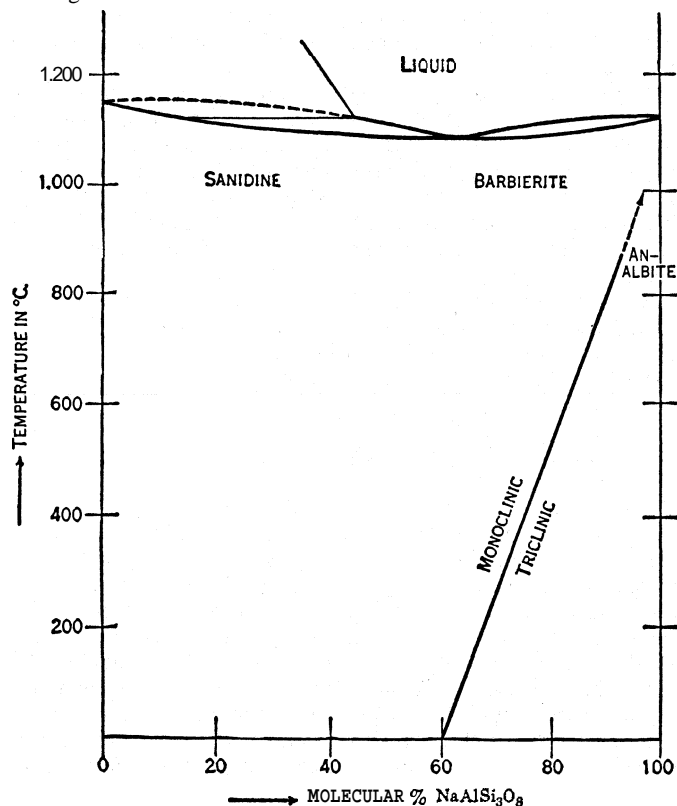 LIQUID
1.200
SANIDINE
BARBIERITE
1.000
AN-
ALBITE
800
TEMPERATURE IN °C.
600
MONOCLINIC
TRICLINIC
400
200
0
20
40
60
80
100
MOLECULAR % NaAlSi₃O₈